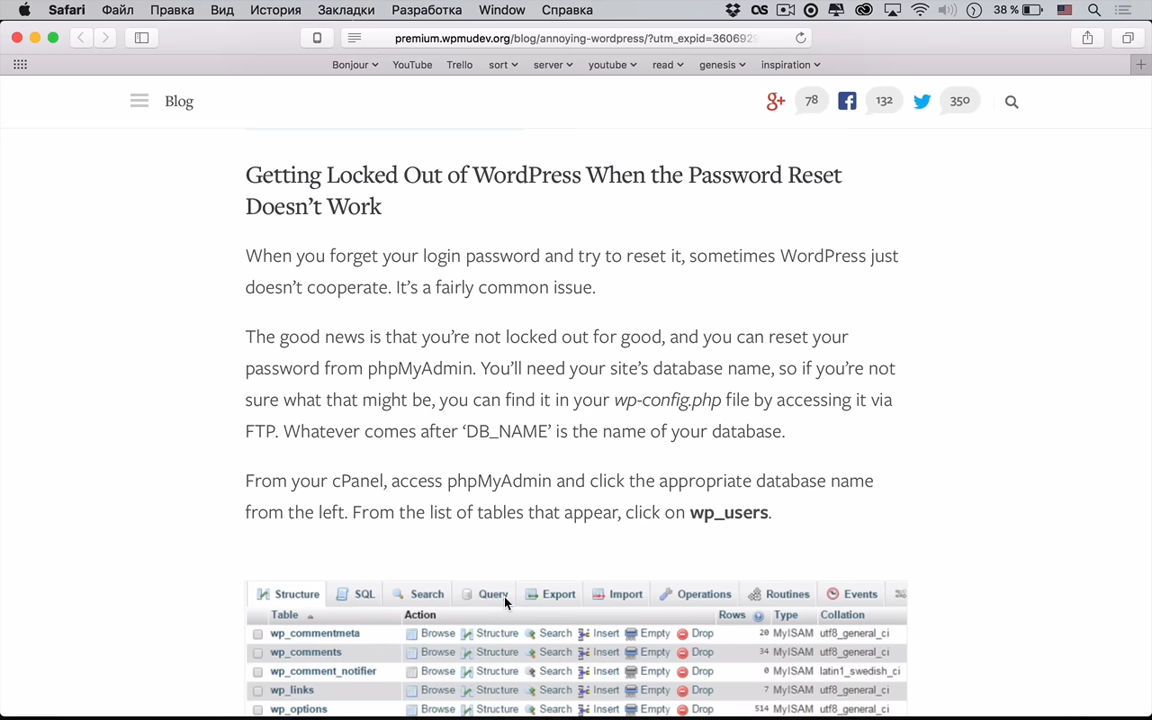 Safari Файл Правка Вид История Закладки Разработка Window Справка 38 %
premium.wpmudev.org/blog/annoying-wordpress/?utm_expid=3606929
Bonjour YouTube Trello sort server youtube read genesis inspiration
Blog 78 132 350
Getting Locked Out of WordPress When the Password Reset
Doesn’t Work
When you forget your login password and try to reset it, sometimes WordPress just
doesn’t cooperate. It’s a fairly common issue.
The good news is that you’re not locked out for good, and you can reset your
password from phpMyAdmin. You’ll need your site’s database name, so if you’re not
sure what that might be, you can find it in your wp-config.php file by accessing it via
FTP. Whatever comes after ‘DB_NAME’ is the name of your database.
From your cPanel, access phpMyAdmin and click the appropriate database name
from the left. From the list of tables that appear, click on wp_users.
Structure SQL Search Query Export Import Operations Routines Events
Table Action Rows Type Collation
wp_commentmeta Browse Structure Search Insert Empty Drop 20 MyISAM utf8_general_ci
wp_comments Browse Structure Search Insert Empty Drop 34 MyISAM utf8_general_ci
wp_comment_notifier Browse Structure Search Insert Empty Drop 0 MyISAM latin1_swedish_ci
wp_links Browse Structure Search Insert Empty Drop 7 MyISAM utf8_general_ci
wp_options Browse Structure Search Insert Empty Drop 514 MyISAM utf8_general_ci